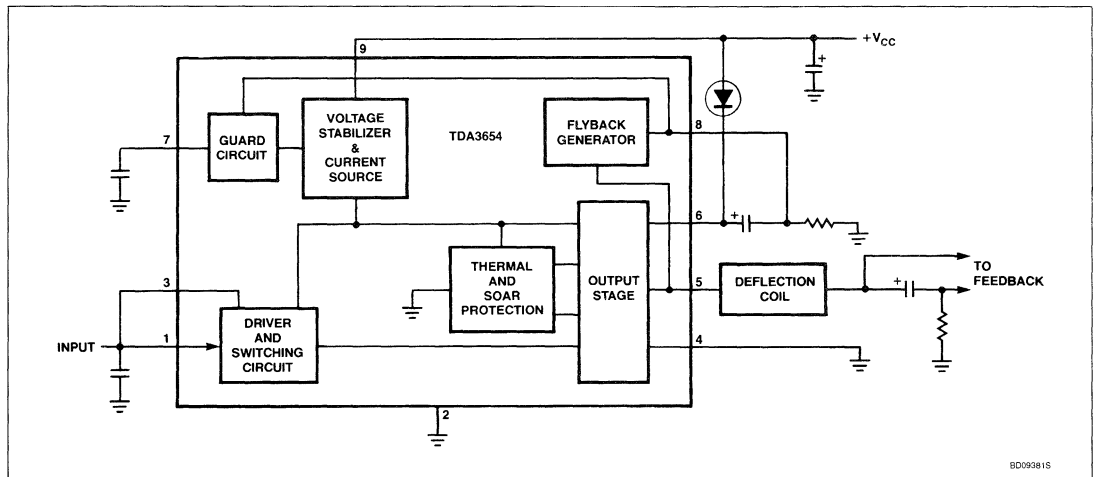 +VCC
9
+
VOLTAGE
STABILIZER
&
CURRENT
SOURCE
TDA3654
FLYBACK
GENERATOR
8
7
GUARD
CIRCUIT
6
+
THERMAL
AND
SOAR
PROTECTION
OUTPUT
STAGE
5
DEFLECTION
COIL
+
TO
FEEDBACK
3
DRIVER
AND
SWITCHING
CIRCUIT
INPUT
1
4
2
BD09381S